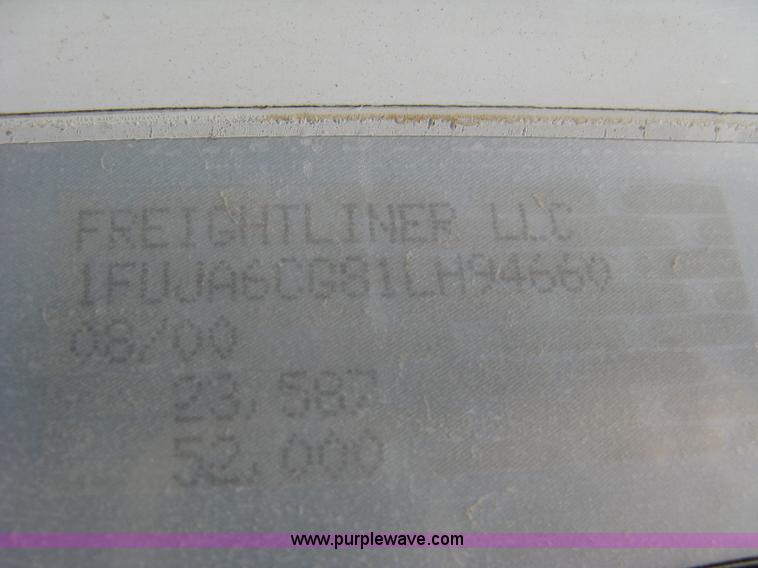 FREIGHTLINER LLC
1FUJA6CG81LH94660
08/00
23,587
52,000
www.purplewave.com